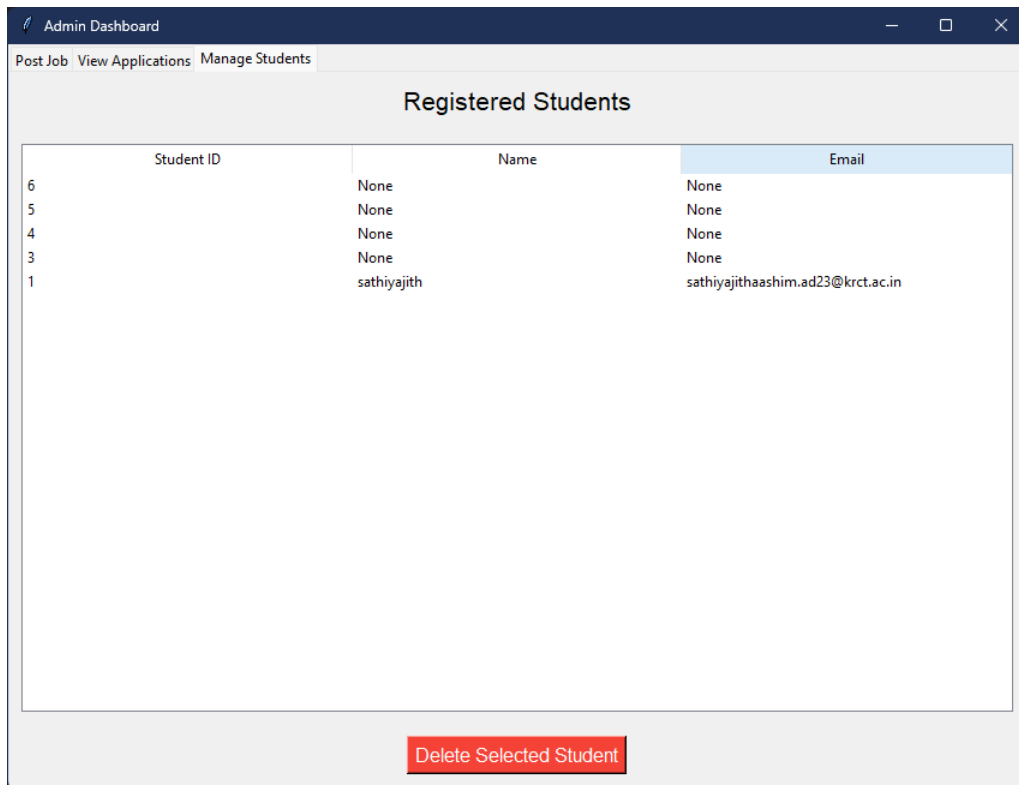 Admin Dashboard
Post Job View Applications Manage Students
Registered Students
Student ID Name Email
6 None None
5 None None
4 None None
3 None None
1 sathiyajith sathiyajithaashim.ad23@krct.ac.in
Delete Selected Student